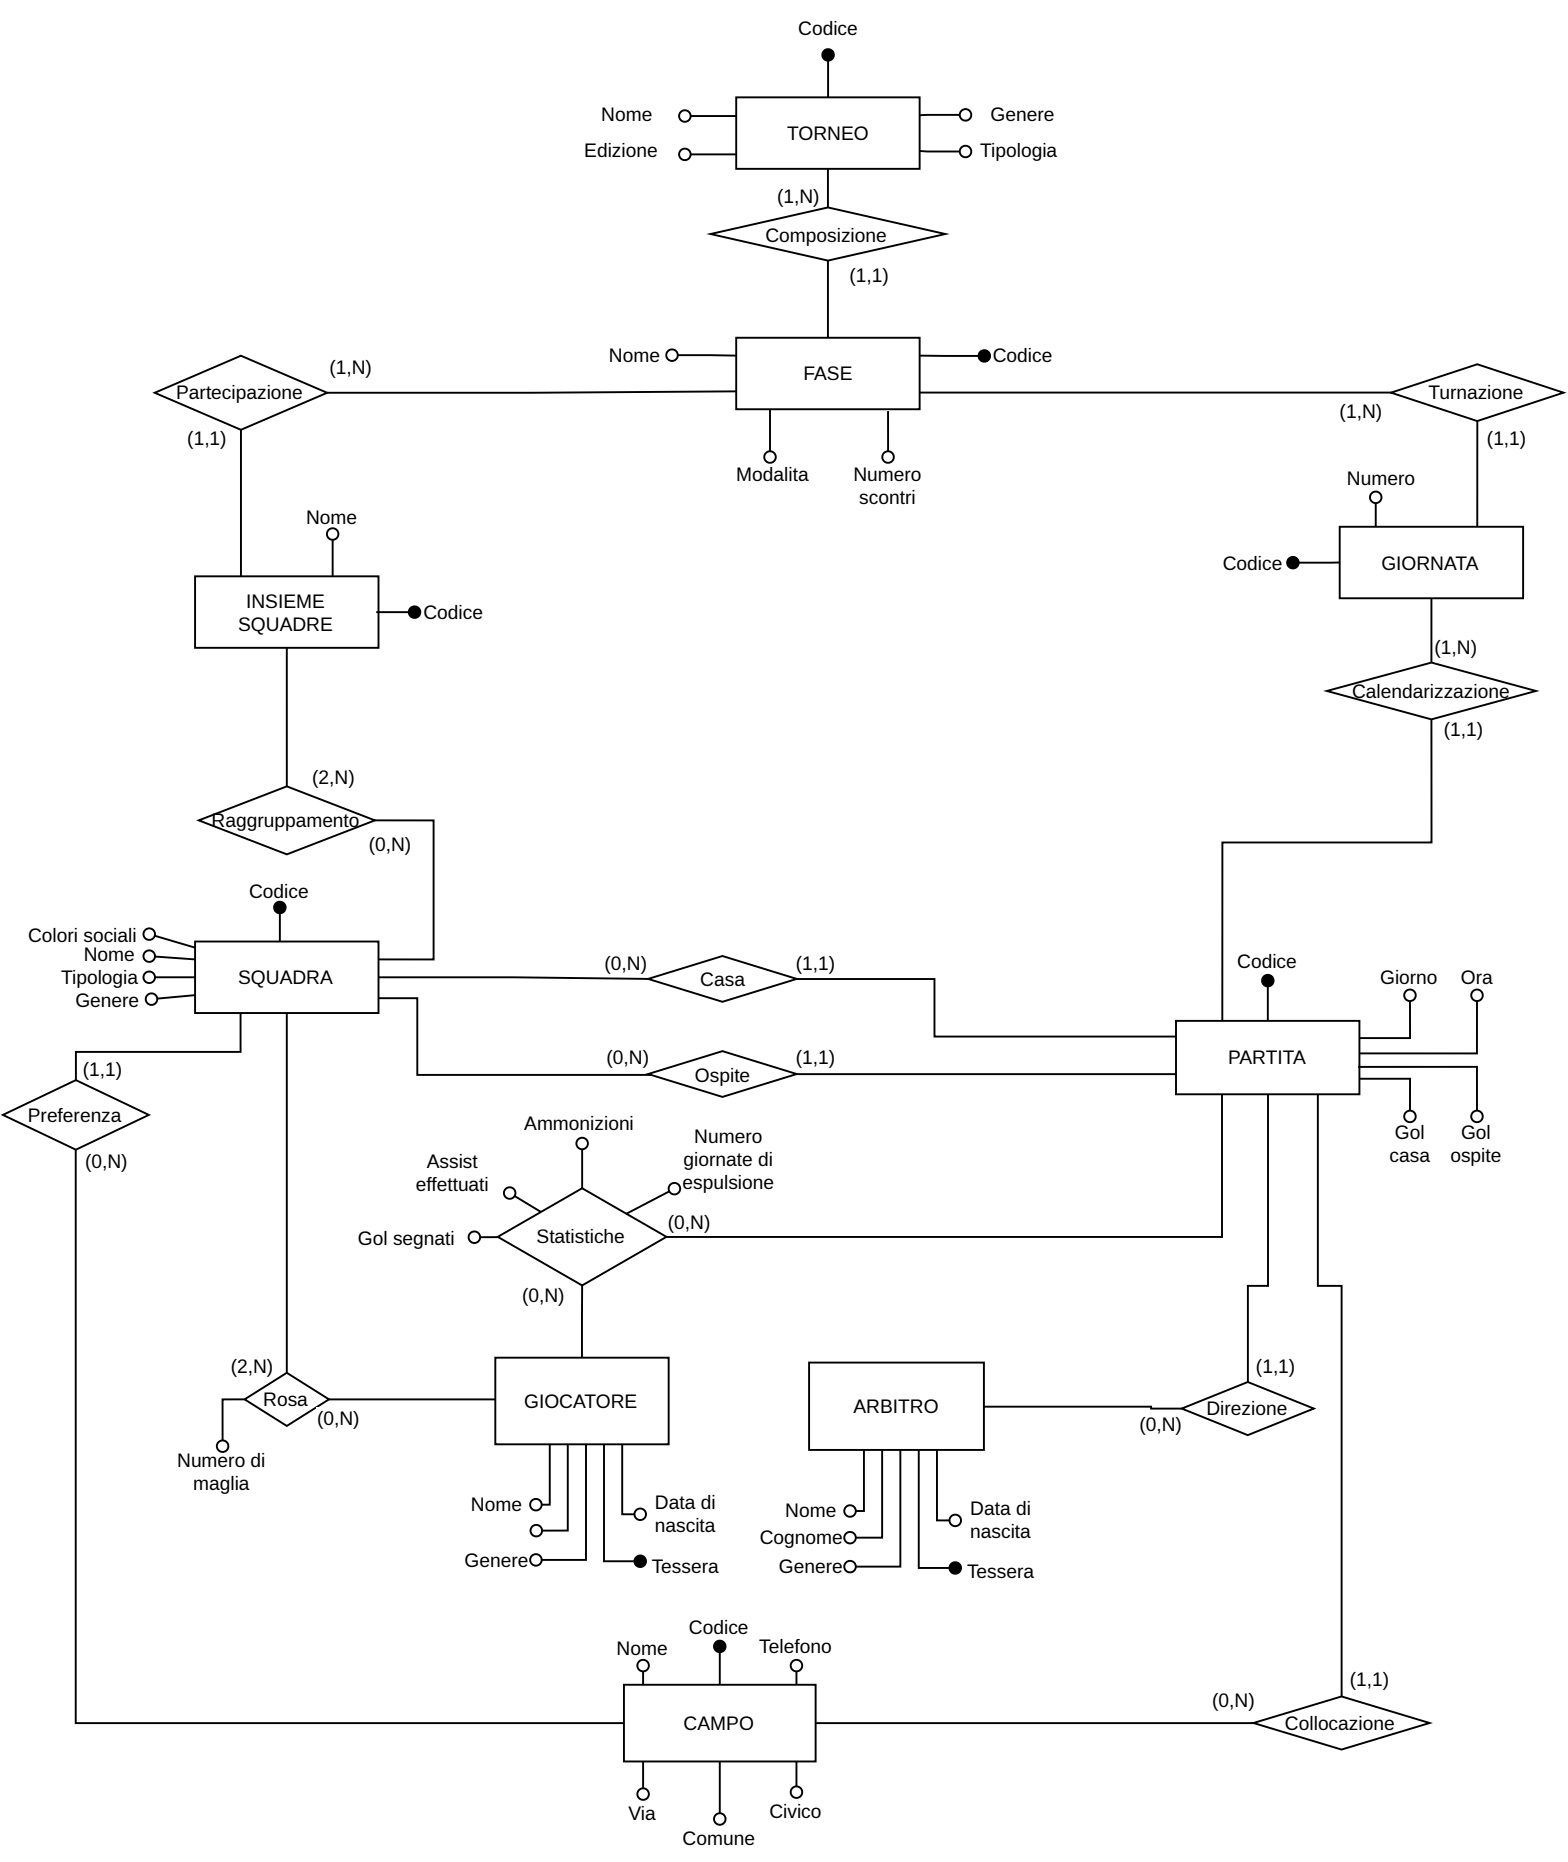 Codice
Nome
Genere
TORNEO
Edizione
Tipologia
(1,N)
Composizione
(1,1)
Nome
Codice
FASE
(1,N)
Partecipazione
Turnazione
(1,N)
(1,1)
(1,1)
Modalita
Numero
scontri
Numero
Nome
Codice
GIORNATA
INSIEME
SQUADRE
Codice
(1,N)
Calendarizzazione
(1,1)
(2,N)
Raggruppamento
(0,N)
Codice
Colori sociali
Nome
Tipologia
Genere
SQUADRA
(0,N)
Casa
(1,1)
Codice
Giorno
Ora
(0,N)
Ospite
(1,1)
PARTITA
(1,1)
Preferenza
(0,N)
Ammonizioni
Numero
giornate di
espulsione
Assist
effettuati
Gol
casa
Gol
ospite
Gol segnati
Statistiche
(0,N)
(0,N)
(2,N)
Rosa
(0,N)
Numero di
maglia
GIOCATORE
ARBITRO
(1,1)
Direzione
(0,N)
Nome
Data di
nascita
Genere
Tessera
Nome
Cognome
Genere
Data di
nascita
Tessera
Codice
Nome
Telefono
CAMPO
(0,N)
(1,1)
Collocazione
Via
Civico
Comune